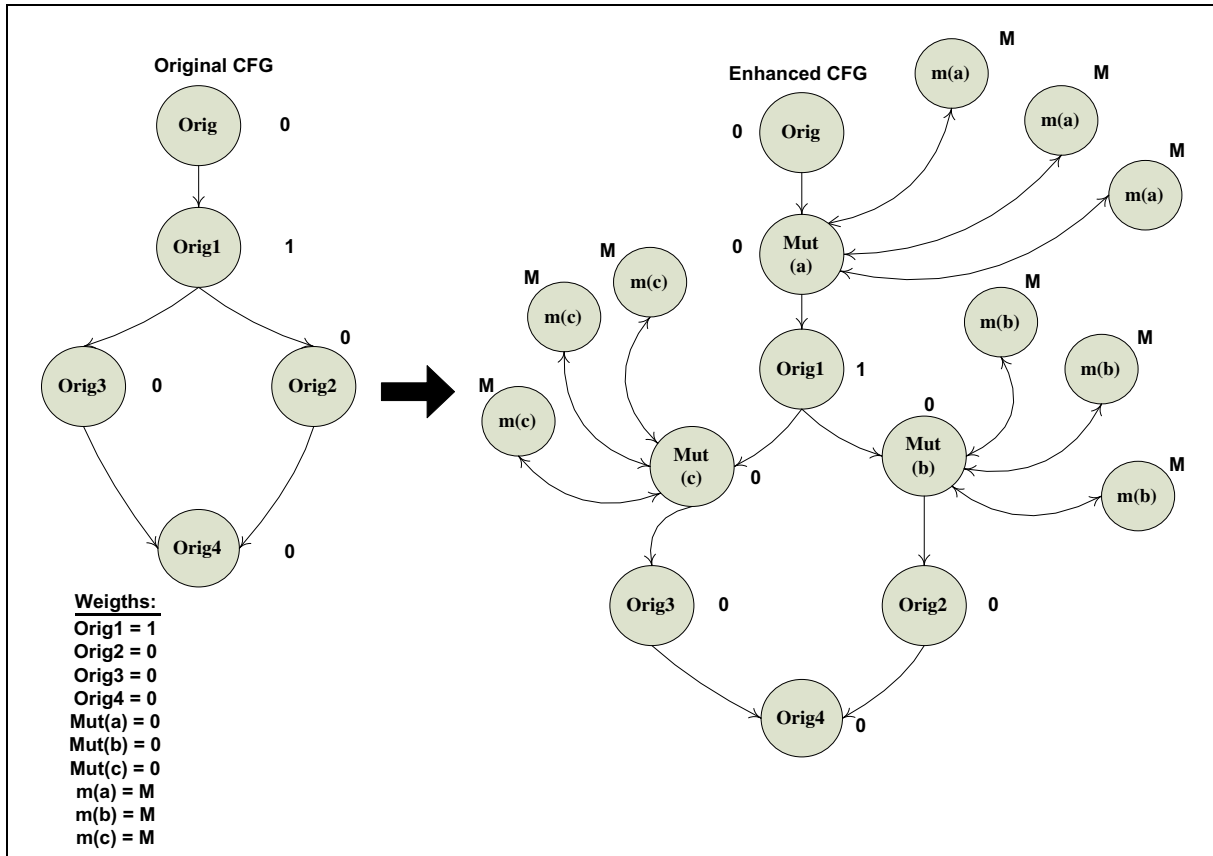 Original CFG
Orig
0
Orig1
1
0
Orig3
0
Orig2
Orig4
0
Weigths:
Orig1 = 1
Orig2 = 0
Orig3 = 0
Orig4 = 0
Mut(a) = 0
Mut(b) = 0
Mut(c) = 0
m(a) = M
m(b) = M
m(c) = M
Enhanced CFG
0
Orig
M
m(a)
M
m(a)
M
m(a)
0
Mut
(a)
M
m(c)
M
m(c)
M
m(c)
Orig1
1
M
m(b)
M
m(b)
M
m(b)
Mut
(c)
0
0
Mut
(b)
Orig3
0
Orig2
0
Orig4
0